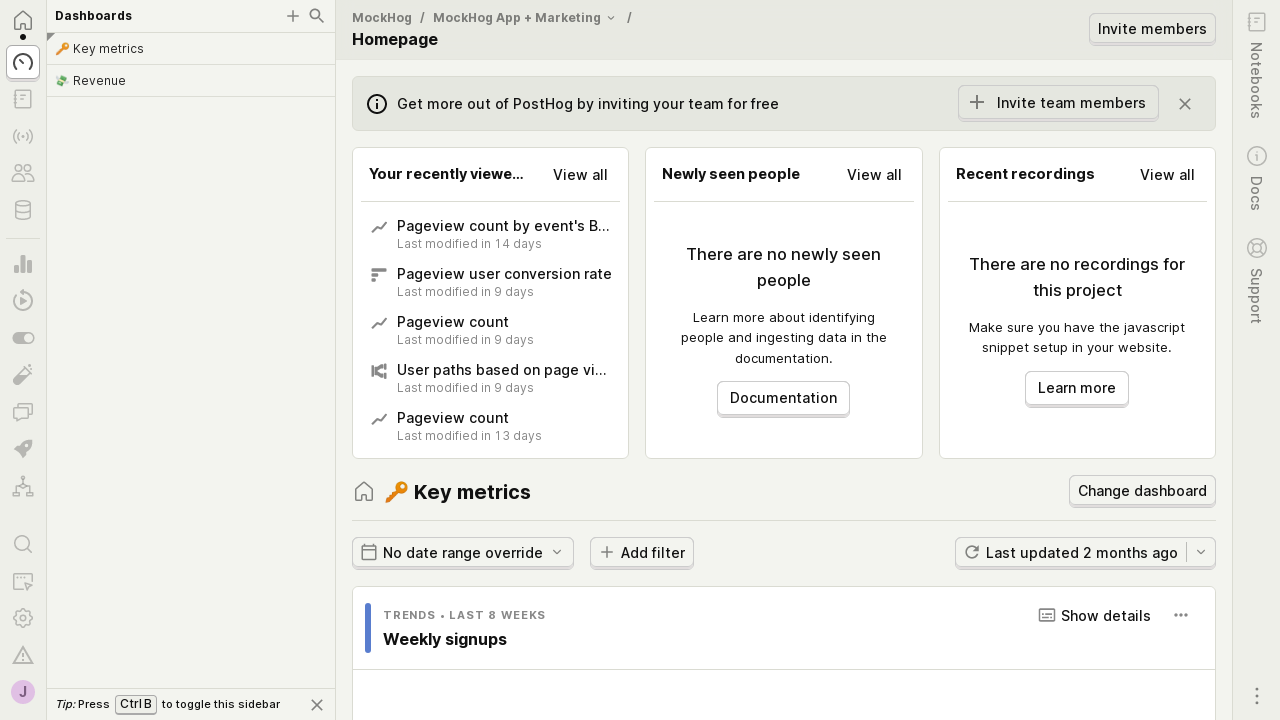 Dashboards
🔑 Key metrics
💸 Revenue
Tip: Press Ctrl B to toggle this sidebar
J
MockHog / MockHog App + Marketing /
Homepage
Invite members
Get more out of PostHog by inviting your team for free
Invite team members
Your recently viewe...
View all
Pageview count by event's B...
Last modified in 14 days
Pageview user conversion rate
Last modified in 9 days
Pageview count
Last modified in 9 days
User paths based on page vi...
Last modified in 9 days
Pageview count
Last modified in 13 days
Newly seen people
View all
There are no newly seen
people
Learn more about identifying
people and ingesting data in the
documentation.
Documentation
Recent recordings
View all
There are no recordings for
this project
Make sure you have the javascript
snippet setup in your website.
Learn more
🔑 Key metrics
Change dashboard
No date range override
Add filter
Last updated 2 months ago
TRENDS • LAST 8 WEEKS
Weekly signups
Show details
Notebooks
Docs
Support